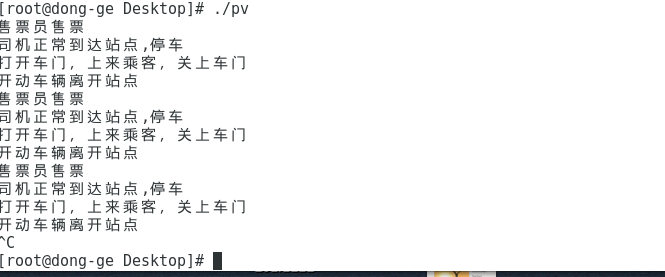 [root@dong-ge Desktop]# ./pv
售票员售票
司机正常到达站点,停车
打开车门，上来乘客，关上车门
开动车辆离开站点
售票员售票
司机正常到达站点,停车
打开车门，上来乘客，关上车门
开动车辆离开站点
售票员售票
司机正常到达站点,停车
打开车门，上来乘客，关上车门
开动车辆离开站点
^C
[root@dong-ge Desktop]#